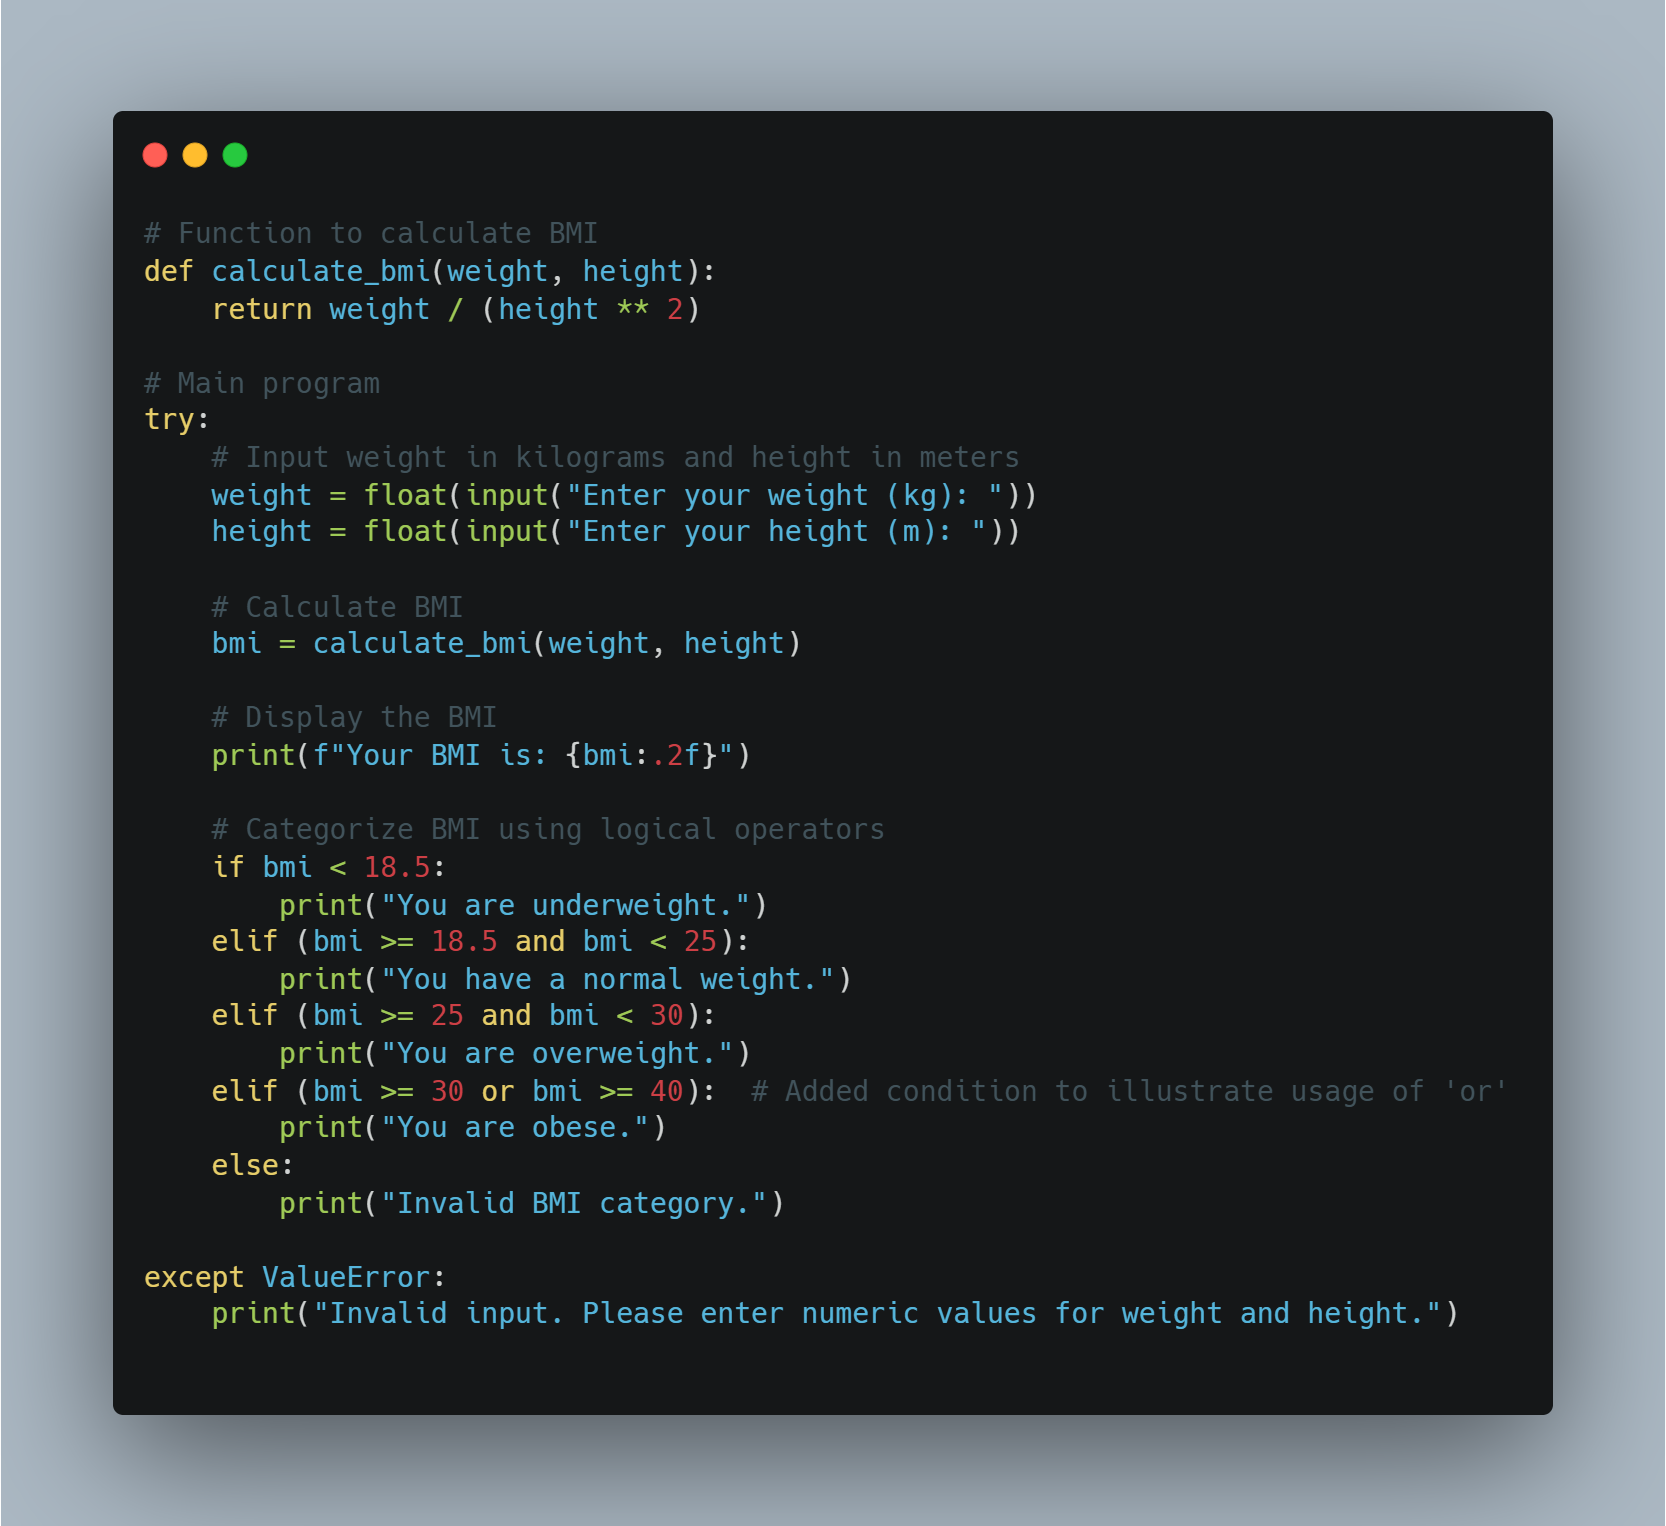 # Function to calculate BMI
def calculate_bmi(weight, height):
    return weight / (height ** 2)

# Main program
try:
    # Input weight in kilograms and height in meters
    weight = float(input("Enter your weight (kg): "))
    height = float(input("Enter your height (m): "))

    # Calculate BMI
    bmi = calculate_bmi(weight, height)

    # Display the BMI
    print(f"Your BMI is: {bmi:.2f}")

    # Categorize BMI using logical operators
    if bmi < 18.5:
        print("You are underweight.")
    elif (bmi >= 18.5 and bmi < 25):
        print("You have a normal weight.")
    elif (bmi >= 25 and bmi < 30):
        print("You are overweight.")
    elif (bmi >= 30 or bmi >= 40):  # Added condition to illustrate usage of 'or'
        print("You are obese.")
    else:
        print("Invalid BMI category.")

except ValueError:
    print("Invalid input. Please enter numeric values for weight and height.")